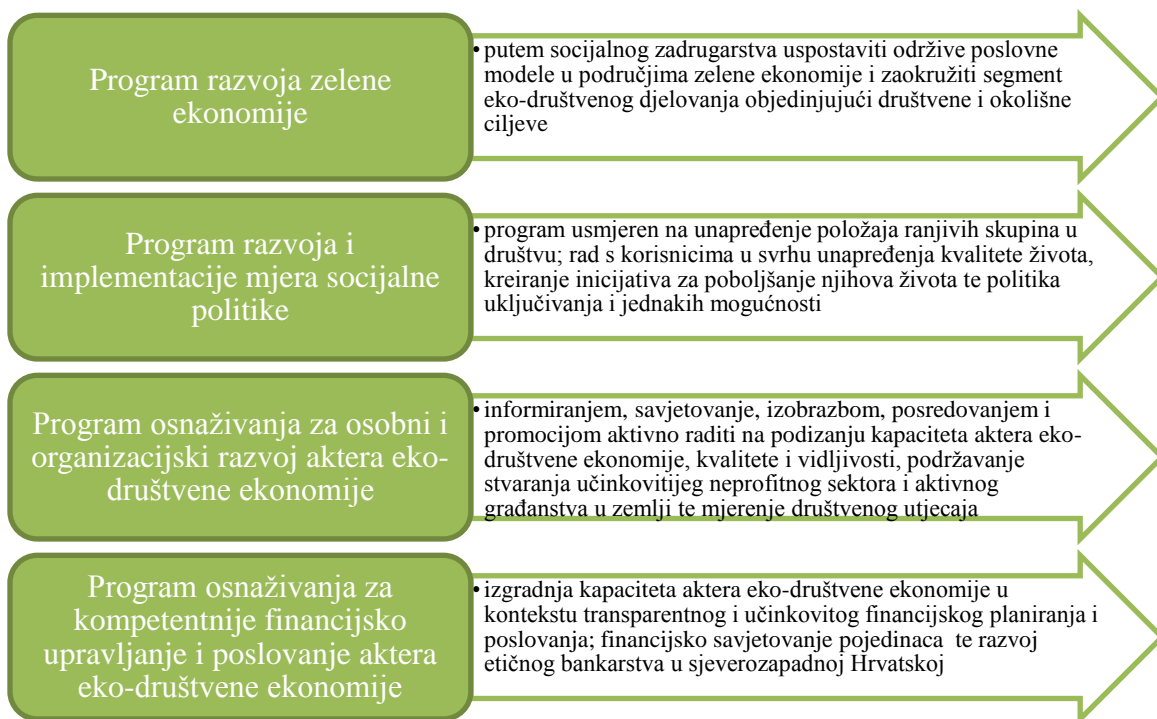 Program razvoja zelene
ekonomije
• putem socijalnog zadrugarstva uspostaviti održive poslovne
modele u područjima zelene ekonomije i zaokružiti segment
eko-društvenog djelovanja objedinjujući društvene i okolišne
ciljeve
Program razvoja i
implementacije mjera socijalne
politike
• program usmjeren na unapređenje položaja ranjivih skupina u
društvu; rad s korisnicima u svrhu unapređenja kvalitete života,
kreiranje inicijativa za poboljšanje njihova života te politika
uključivanja i jednakih mogućnosti
Program osnaživanja za osobni i
organizacijski razvoj aktera eko-
društvene ekonomije
• informiranjem, savjetovanje, izobrazbom, posredovanjem i
promocijom aktivno raditi na podizanju kapaciteta aktera eko-
društvene ekonomije, kvalitete i vidljivosti, podržavanje
stvaranja učinkovitijeg neprofitnog sektora i aktivnog
građanstva u zemlji te mjerenje društvenog utjecaja
Program osnaživanja za
kompetentnije financijsko
upravljanje i poslovanje aktera
eko-društvene ekonomije
• izgradnja kapaciteta aktera eko-društvene ekonomije u
kontekstu transparentnog i učinkovitog financijskog planiranja i
poslovanja; financijsko savjetovanje pojedinaca te razvoj
etičnog bankarstva u sjeverozapadnoj Hrvatskoj